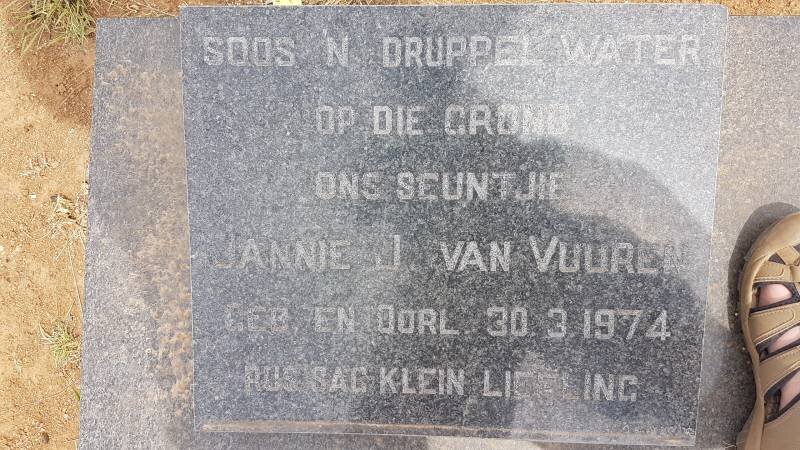 SOOS 'N DRUPPEL WATER
OP DIE GROND
ONS SEUNTJIE
JANNIE J. VAN VUUREN
GEB. EN OORL. 30.3.1974
RUS SAG KLEIN LIEFLING